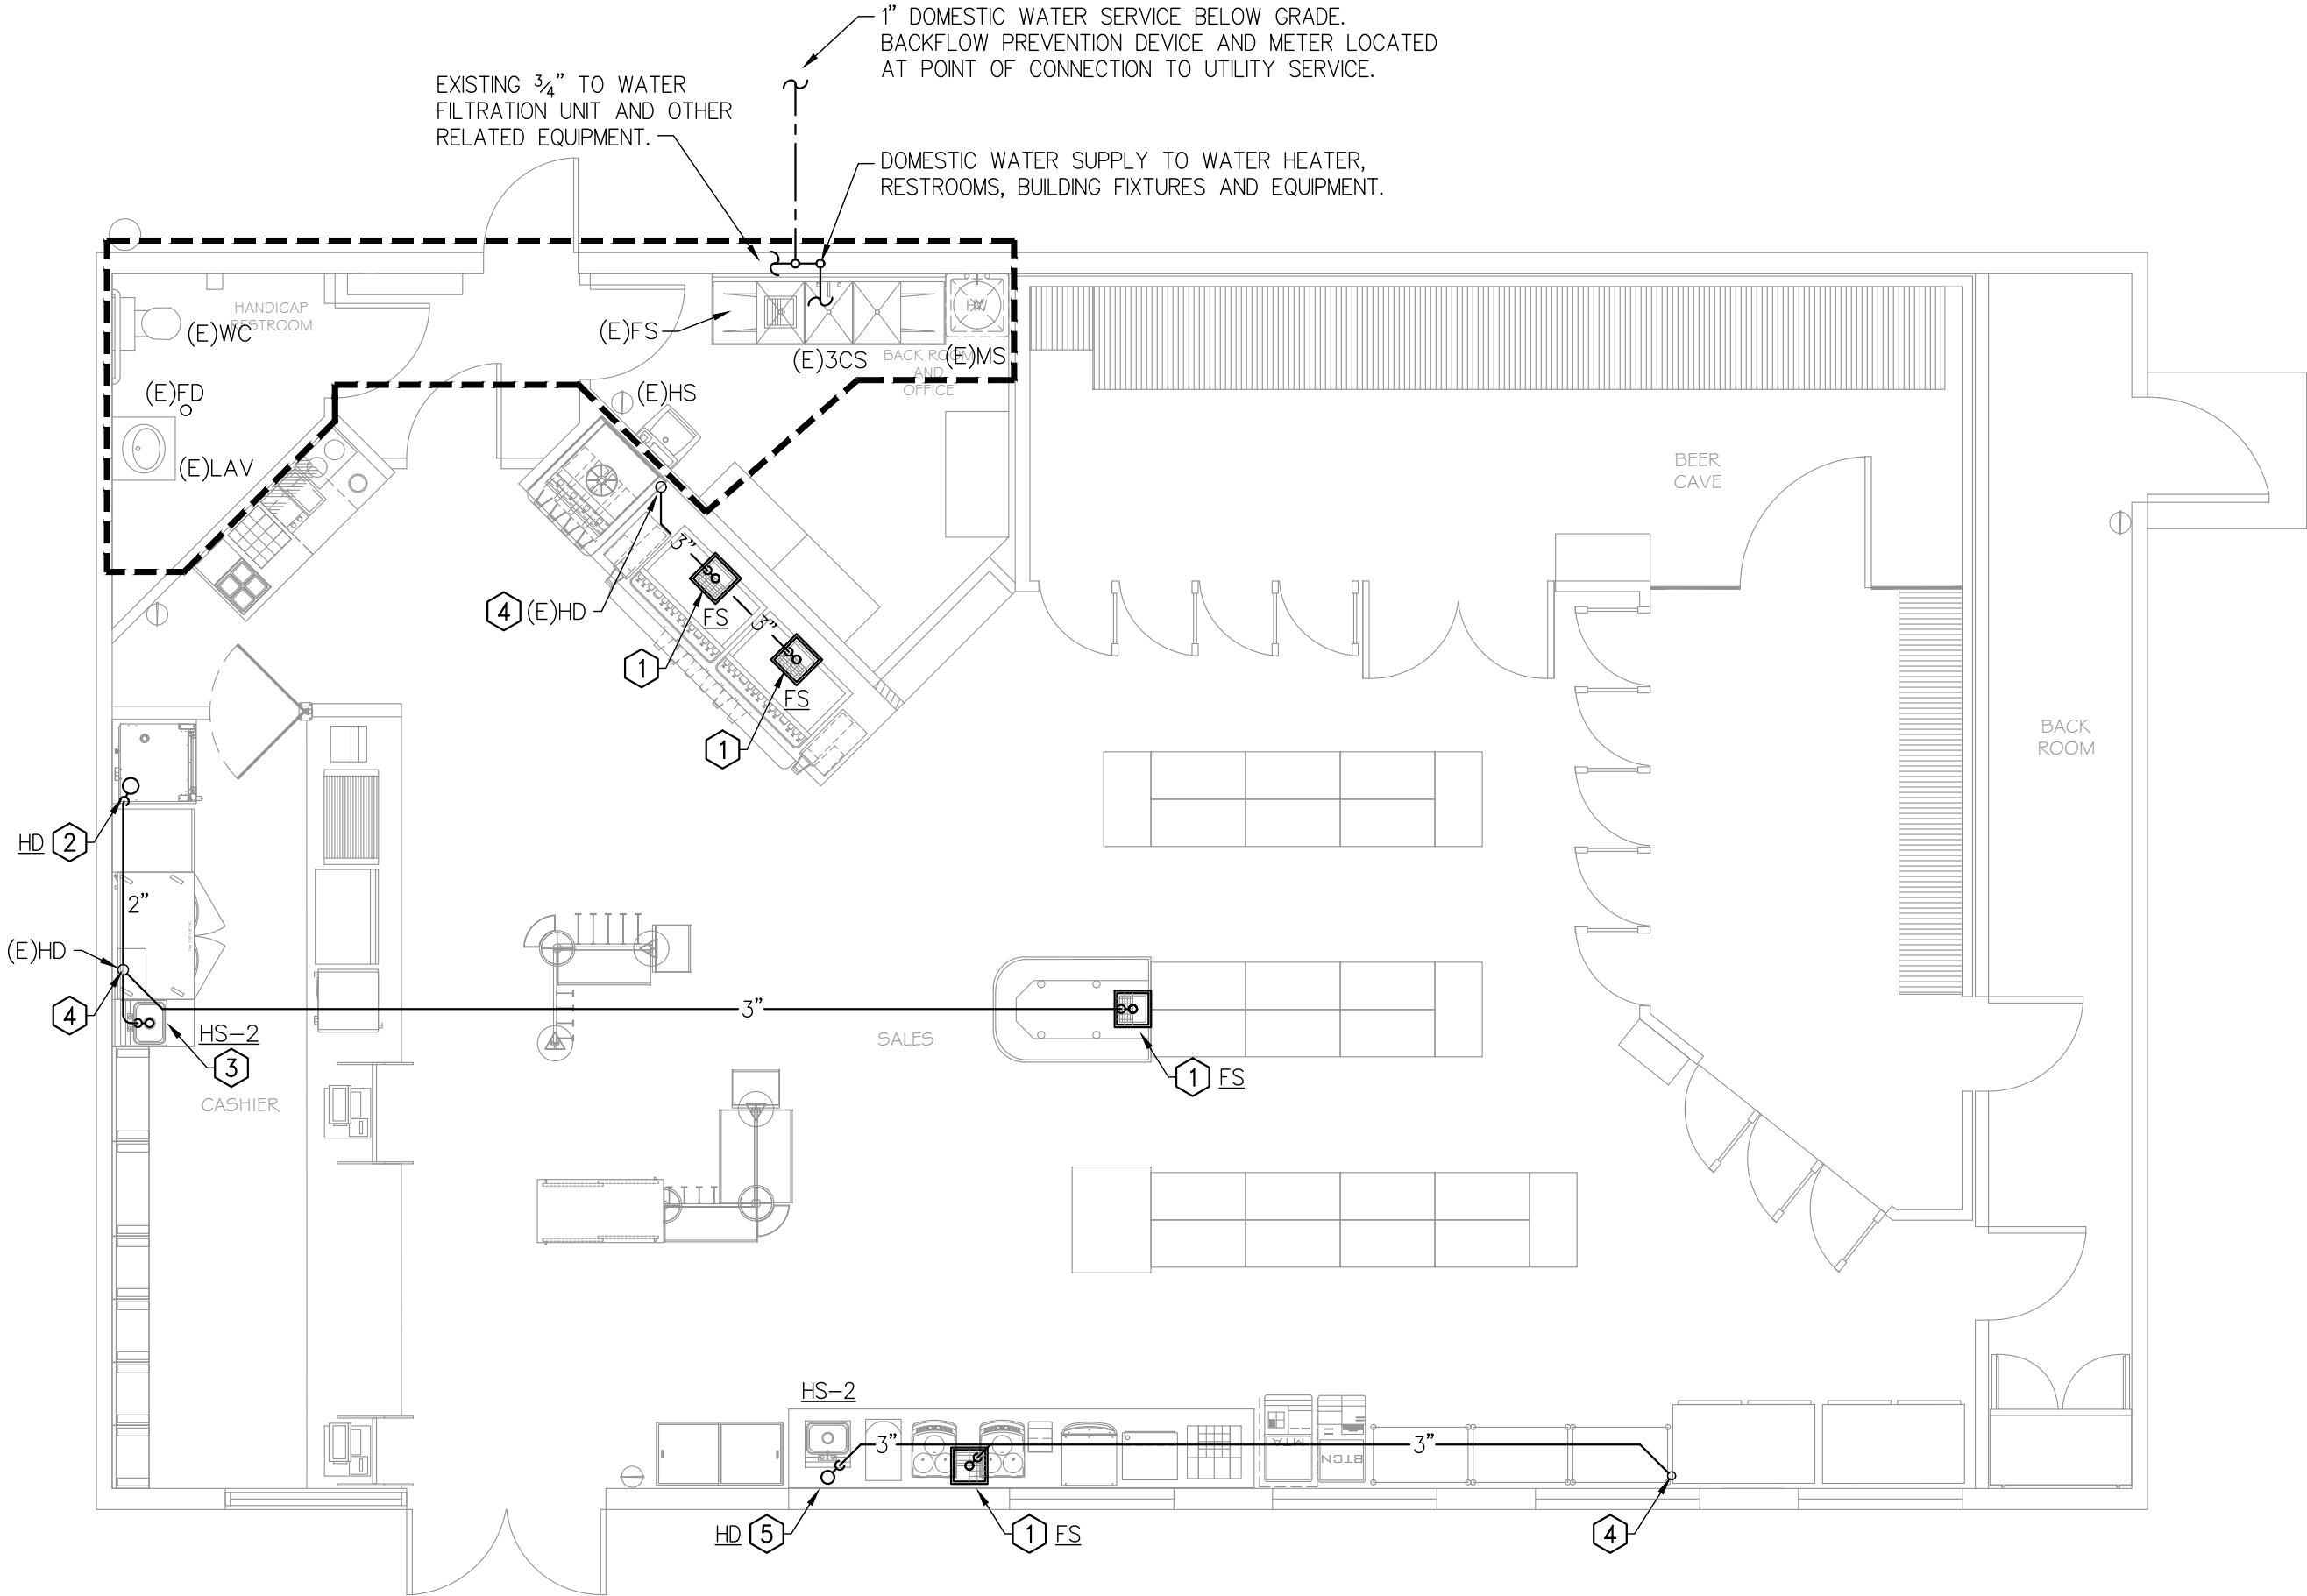 1” DOMESTIC WATER SERVICE BELOW GRADE.
BACKFLOW PREVENTION DEVICE AND METER LOCATED
AT POINT OF CONNECTION TO UTILITY SERVICE.
EXISTING ¾” TO WATER
FILTRATION UNIT AND OTHER
RELATED EQUIPMENT.
DOMESTIC WATER SUPPLY TO WATER HEATER,
RESTROOMS, BUILDING FIXTURES AND EQUIPMENT.
HANDICAP
RESTROOM
(E)WC
(E)FS
(E)3CS
HW
(E)MS
BACK ROOM
AND
OFFICE
(E)FD
(E)HS
(E)LAV
BEER
CAVE
3”
4 (E)HD
FS
1
3”
FS
1
BACK
ROOM
HD 2
2”
(E)HD
4
HS-2
3
3”
SALES
1 FS
CASHIER
HS-2
3”
3”
MTA
BTCN
HD 5
1 FS
4